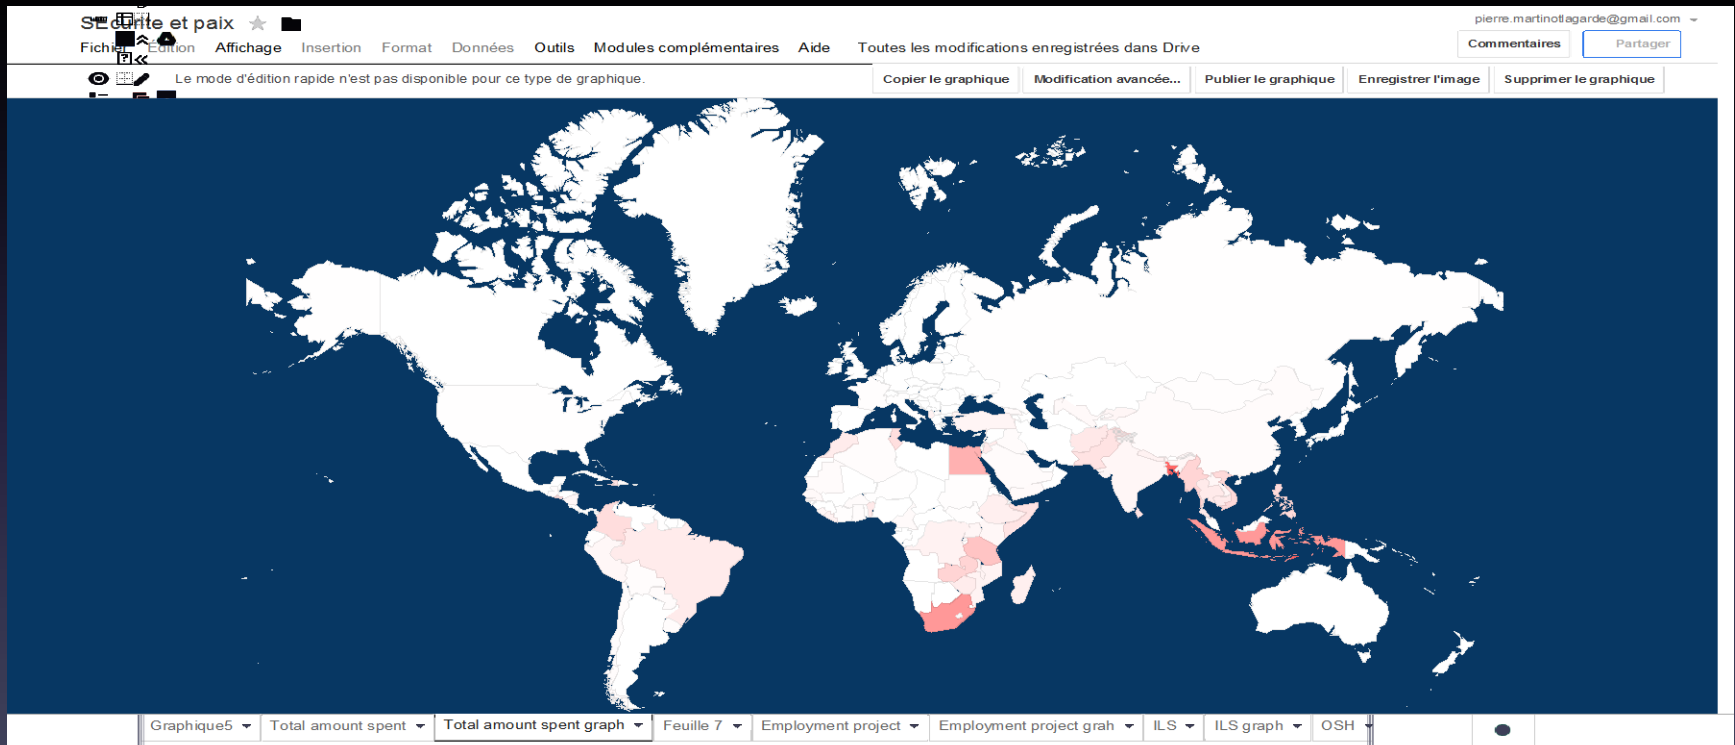 SEcurite et paix
pierre.martinotlagarde@gmail.com
Fichier Édition Affichage Insertion Format Données Outils Modules complémentaires Aide Toutes les modifications enregistrées dans Drive
Commentaires Partager
Le mode d'édition rapide n'est pas disponible pour ce type de graphique.
Copier le graphique Modification avancée... Publier le graphique Enregistrer l'image Supprimer le graphique
Graphique5 Total amount spent Total amount spent graph Feuille 7 Employment project Employment project grah ILS ILS graph OSH